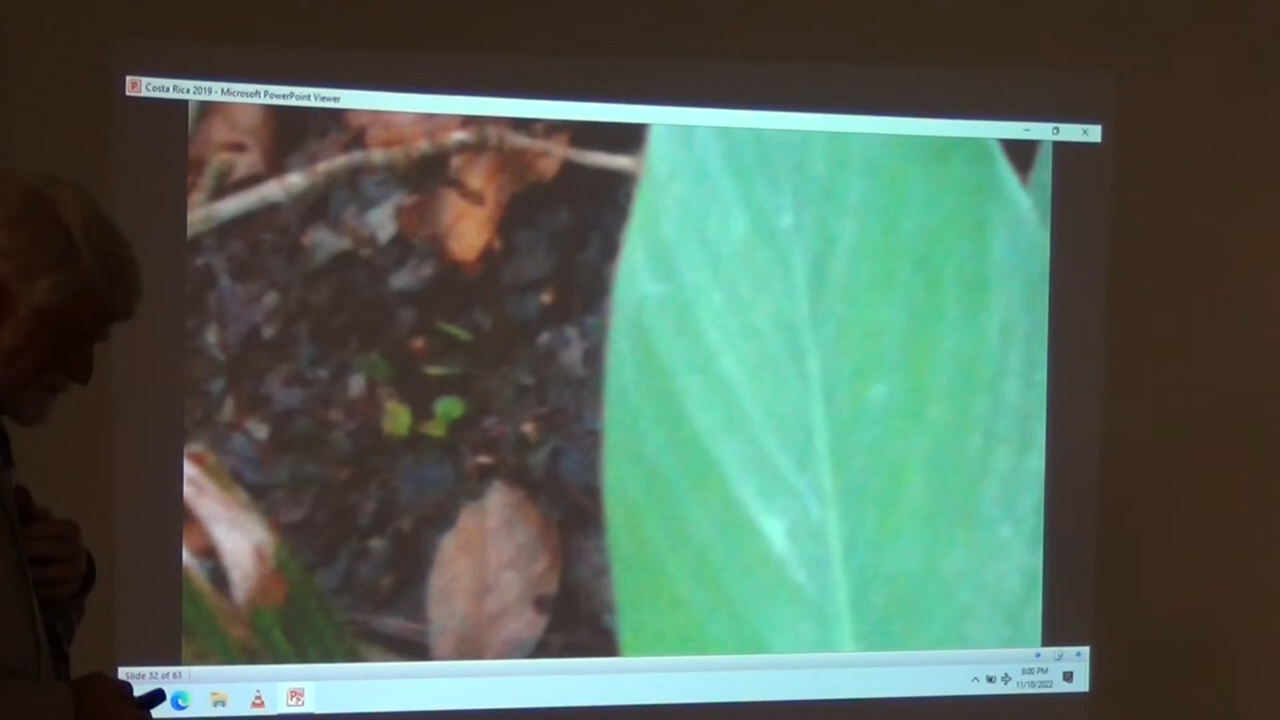 Costa Rica 2019 - Microsoft PowerPoint Viewer
Slide 32 of 63
8:00 PM
11/10/2022